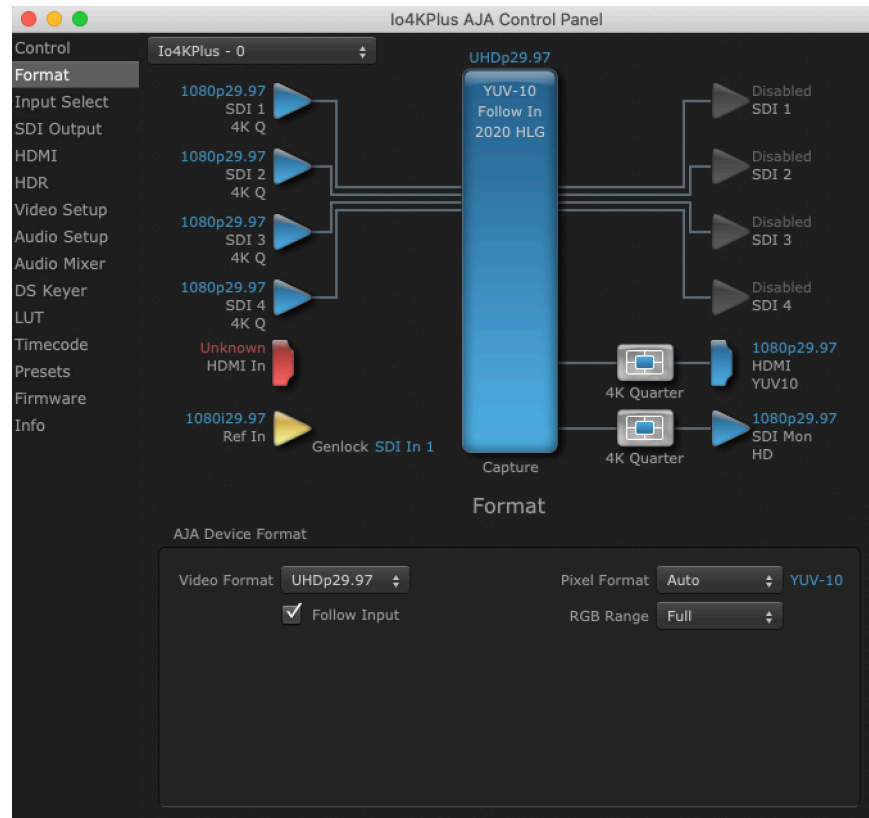 Io4KPlus AJA Control Panel
Control
Format
Input Select
SDI Output
HDMI
HDR
Video Setup
Audio Setup
Audio Mixer
DS Keyer
LUT
Timecode
Presets
Firmware
Info
Io4KPlus - 0
1080p29.97
SDI 1
4K Q
1080p29.97
SDI 2
4K Q
1080p29.97
SDI 3
4K Q
1080p29.97
SDI 4
4K Q
Unknown
HDMI In
1080i29.97
Ref In
Genlock SDI In 1
UHDp29.97
YUV-10
Follow In
2020 HLG
Capture
Disabled
SDI 1
Disabled
SDI 2
Disabled
SDI 3
Disabled
SDI 4
4K Quarter
1080p29.97
HDMI
YUV10
4K Quarter
1080p29.97
SDI Mon
HD
Format
AJA Device Format
Video Format UHDp29.97
Follow Input
Pixel Format Auto YUV-10
RGB Range Full